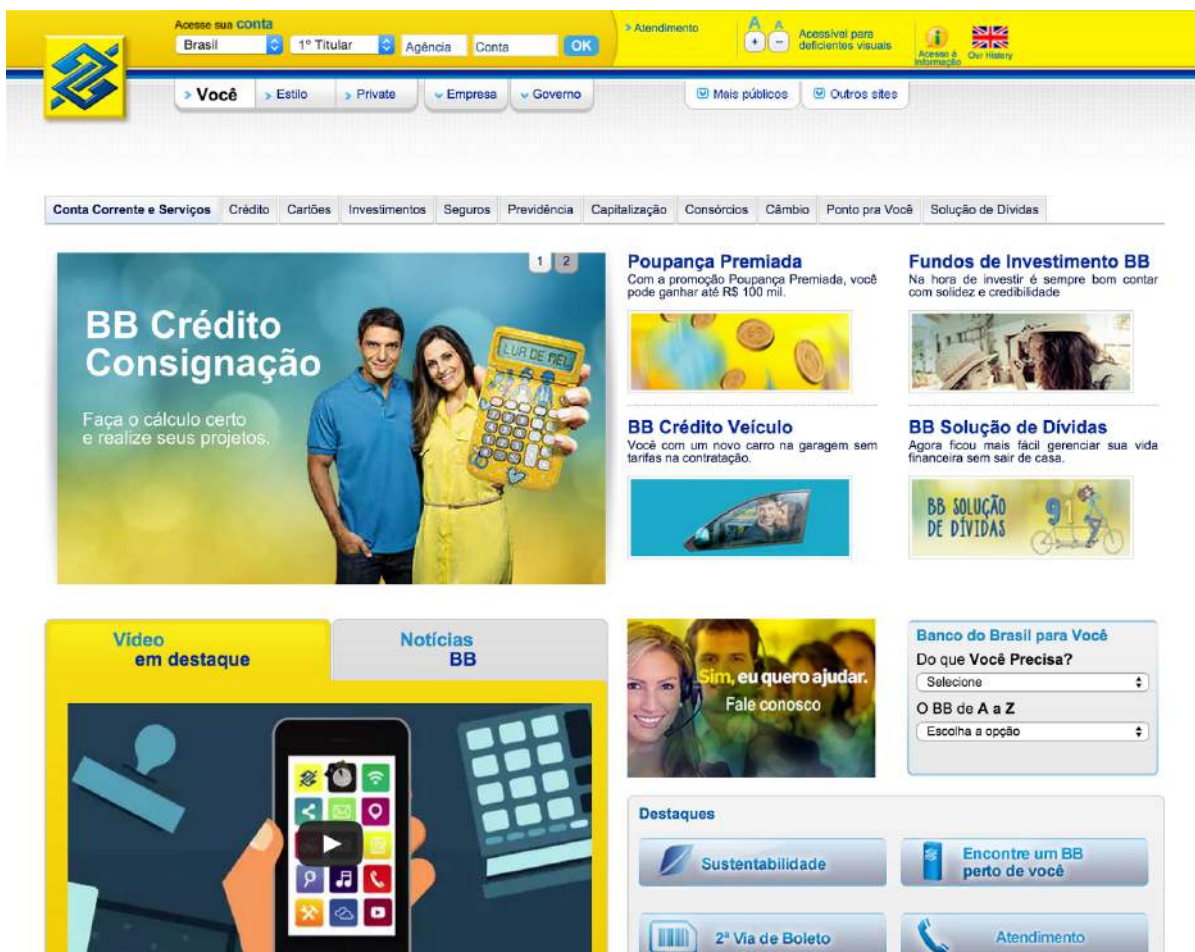 Acesse sua conta
Brasil 1º Titular Agência Conta OK
> Atendimento
A A
+ -
Acessível para
deficientes visuais
Acesso à
Informação
Our History
Você Estilo Private Empresa Governo
Mais públicos Outros sites
Conta Corrente e Serviços Crédito Cartões Investimentos Seguros Previdência Capitalização Consórcios Câmbio Ponto pra Você Solução de Dívidas
1 2
BB Crédito
Consignação
Faça o cálculo certo
e realize seus projetos.
LUA DE MEL
Poupança Premiada
Com a promoção Poupança Premiada, você
pode ganhar até R$ 100 mil.
Fundos de Investimento BB
Na hora de investir é sempre bom contar
com solidez e credibilidade
BB Crédito Veículo
Você com um novo carro na garagem sem
tarifas na contratação.
BB Solução de Dívidas
Agora ficou mais fácil gerenciar sua vida
financeira sem sair de casa.
BB SOLUÇÃO
DE DÍVIDAS
Vídeo
em destaque
Notícias
BB
Sim, eu quero ajudar.
Fale conosco
Banco do Brasil para Você
Do que Você Precisa?
Selecione
O BB de A a Z
Escolha a opção
Destaques
Sustentabilidade
Encontre um BB
perto de você
2ª Via de Boleto
Atendimento